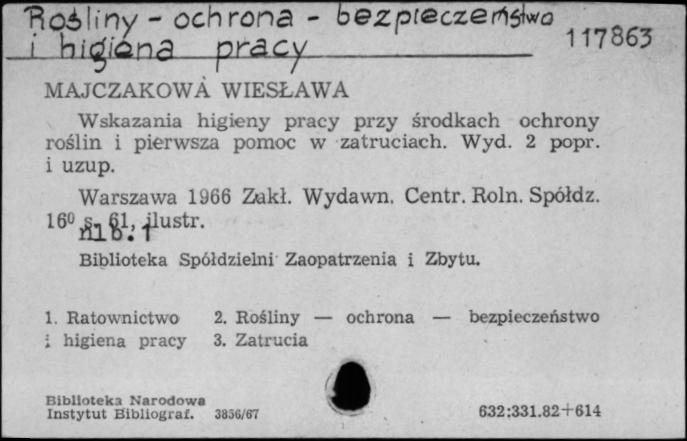 Rośliny - ochrona - bezpieczeństwo
i higiena pracy
117863
MAJCZAKOWA WIESŁAWA
Wskazania higieny pracy przy środkach ochrony
roślin i pierwsza pomoc w zatruciach. Wyd. 2 popr.
i uzup.
Warszawa 1966 Zakł. Wydawn. Centr. Roln. Spółdz.
16⁰ s. 61, ilustr.
nlb. 1
Biblioteka Spółdzielni Zaopatrzenia i Zbytu.
1. Ratownictwo 2. Rośliny — ochrona — bezpieczeństwo
i higiena pracy 3. Zatrucia
Biblioteka Narodowa
Instytut Bibliograf. 3856/67
632:331.82+614